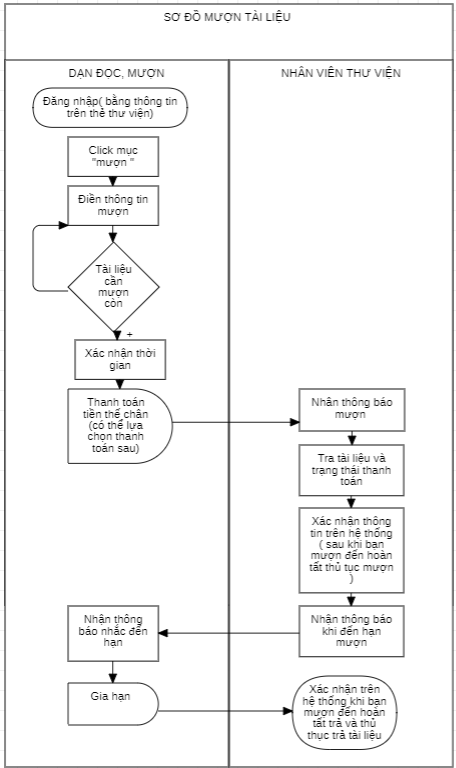 SƠ ĐỒ MƯỢN TÀI LIỆU
DẠN ĐỌC, MƯỢN
NHÂN VIÊN THƯ VIỆN
Đăng nhập( bằng thông tin
trên thẻ thư viện)
Click mục
"mượn "
Điền thông tin
mượn
Tài liệu
cần
mượn
còn
+
Xác nhận thời
gian
Thanh toán
tiền thế chân
(có thể lựa
chọn thanh
toán sau)
Nhận thông báo
mượn
Tra tài liệu và
trạng thái thanh
toán
Xác nhận thông
tin trên hệ thống
( sau khi bạn
mượn đến hoàn
tất thủ tục mượn
)
Nhận thông
báo nhắc đến
hạn
Nhận thông báo
khi đến hạn
mượn
Gia hạn
Xác nhận trên
hệ thống khi bạn
mượn đến hoàn
tất trả và thủ
thục trả tài liệu